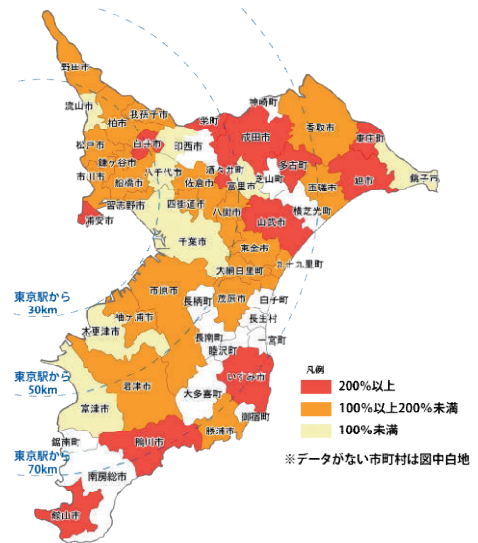 野田市
流山市
柏市
我孫子市
松戸市
鎌ヶ谷市
白井市
印西市
栄町
成田市
神崎町
香取市
東庄町
多古町
旭市
銚子市
市川市
船橋市
八千代市
佐倉市
酒々井町
富里市
芝山町
匝瑳市
浦安市
習志野市
四街道市
八街市
山武市
横芝光町
千葉市
東金市
九十九里町
大網白里町
市原市
長柄町
茂原市
白子町
東京駅から
30km
袖ヶ浦市
木更津市
長南町
長生村
睦沢町
一宮町
東京駅から
50km
君津市
大多喜町
いすみ市
富津市
御宿町
勝浦市
鋸南町
鴨川市
東京駅から
70km
南房総市
館山市
凡例
200%以上
100%以上200%未満
100%未満
※データがない市町村は図中白地